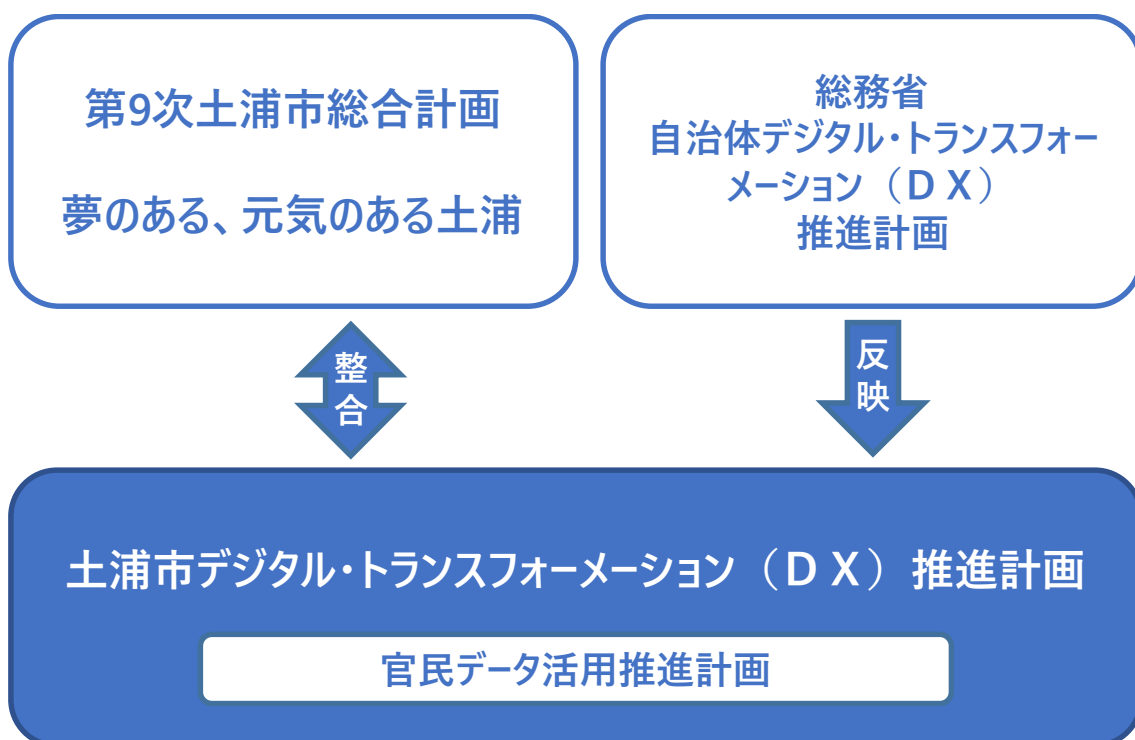 第9次土浦市総合計画
夢のある、元気のある土浦
総務省
自治体デジタル・トランスフォー
メーション（ＤＸ）
推進計画
整
合
反
映
土浦市デジタル・トランスフォーメーション（ＤＸ）推進計画
官民データ活用推進計画